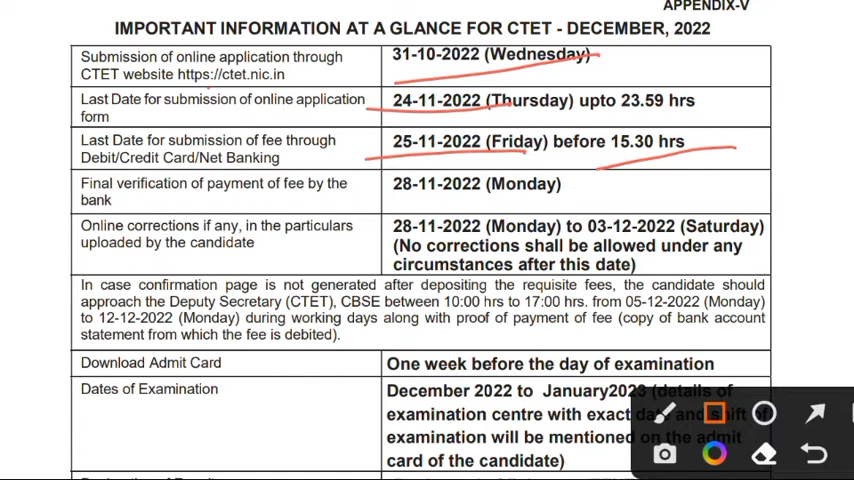 APPENDIX-V
IMPORTANT INFORMATION AT A GLANCE FOR CTET - DECEMBER, 2022
Submission of online application through
CTET website https://ctet.nic.in
31-10-2022 (Wednesday)
Last Date for submission of online application
form
24-11-2022 (Thursday) upto 23.59 hrs
Last Date for submission of fee through
Debit/Credit Card/Net Banking
25-11-2022 (Friday) before 15.30 hrs
Final verification of payment of fee by the
bank
28-11-2022 (Monday)
Online corrections if any, in the particulars
uploaded by the candidate
28-11-2022 (Monday) to 03-12-2022 (Saturday)
(No corrections shall be allowed under any
circumstances after this date)
In case confirmation page is not generated after depositing the requisite fees, the candidate should
approach the Deputy Secretary (CTET), CBSE between 10:00 hrs to 17:00 hrs. from 05-12-2022 (Monday)
to 12-12-2022 (Monday) during working days along with proof of payment of fee (copy of bank account
statement from which the fee is debited).
Download Admit Card
One week before the day of examination
Dates of Examination
December 2022 to January2023 (details of
examination centre with exact date and shift of
examination will be mentioned on the admit
card of the candidate)